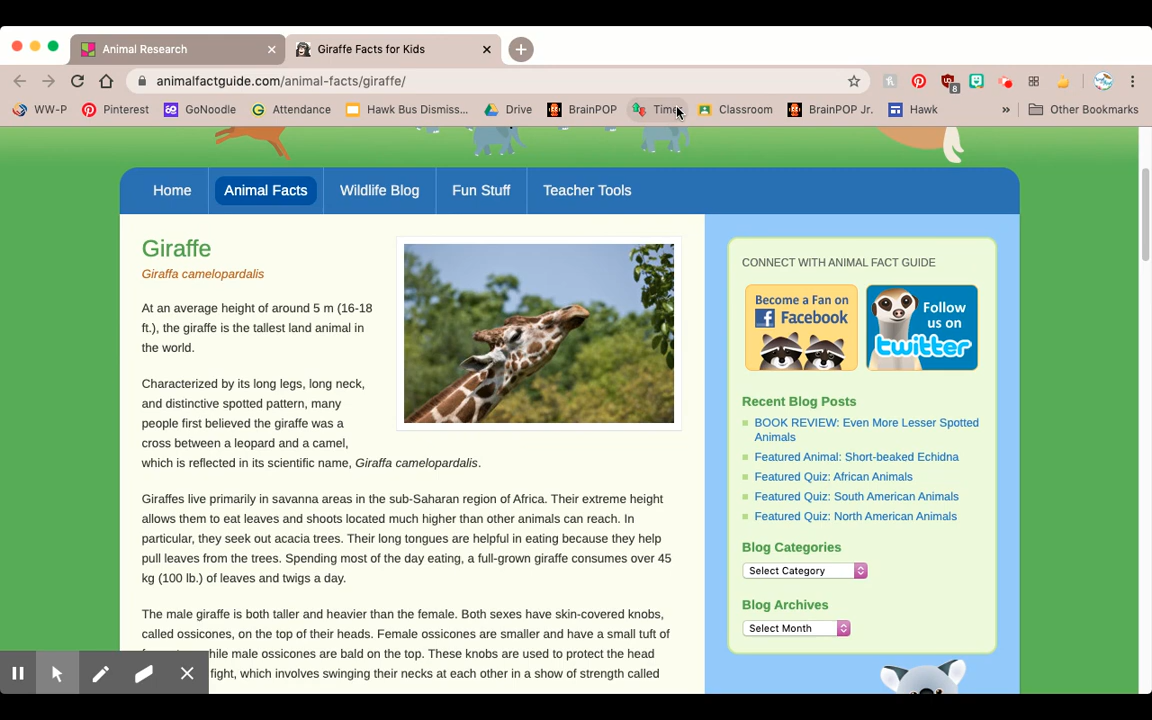 Animal Research
Giraffe Facts for Kids
animalfactguide.com/animal-facts/giraffe/
8
WW-P Pinterest GoNoodle Attendance Hawk Bus Dismiss... Drive BrainPOP Time Classroom BrainPOP Jr. Hawk » Other Bookmarks
Home Animal Facts Wildlife Blog Fun Stuff Teacher Tools
Giraffe
Giraffa camelopardalis
At an average height of around 5 m (16-18
ft.), the giraffe is the tallest land animal in
the world.
Characterized by its long legs, long neck,
and distinctive spotted pattern, many
people first believed the giraffe was a
cross between a leopard and a camel,
which is reflected in its scientific name, Giraffa camelopardalis.
Giraffes live primarily in savanna areas in the sub-Saharan region of Africa. Their extreme height
allows them to eat leaves and shoots located much higher than other animals can reach. In
particular, they seek out acacia trees. Their long tongues are helpful in eating because they help
pull leaves from the trees. Spending most of the day eating, a full-grown giraffe consumes over 45
kg (100 lb.) of leaves and twigs a day.
The male giraffe is both taller and heavier than the female. Both sexes have skin-covered knobs,
called ossicones, on the top of their heads. Female ossicones are smaller and have a small tuft of
while male ossicones are bald on the top. These knobs are used to protect the head
fight, which involves swinging their necks at each other in a show of strength called
CONNECT WITH ANIMAL FACT GUIDE
Become a Fan on
Facebook
Follow
us on
twitter
Recent Blog Posts
BOOK REVIEW: Even More Lesser Spotted
Animals
Featured Animal: Short-beaked Echidna
Featured Quiz: African Animals
Featured Quiz: South American Animals
Featured Quiz: North American Animals
Blog Categories
Select Category
Blog Archives
Select Month